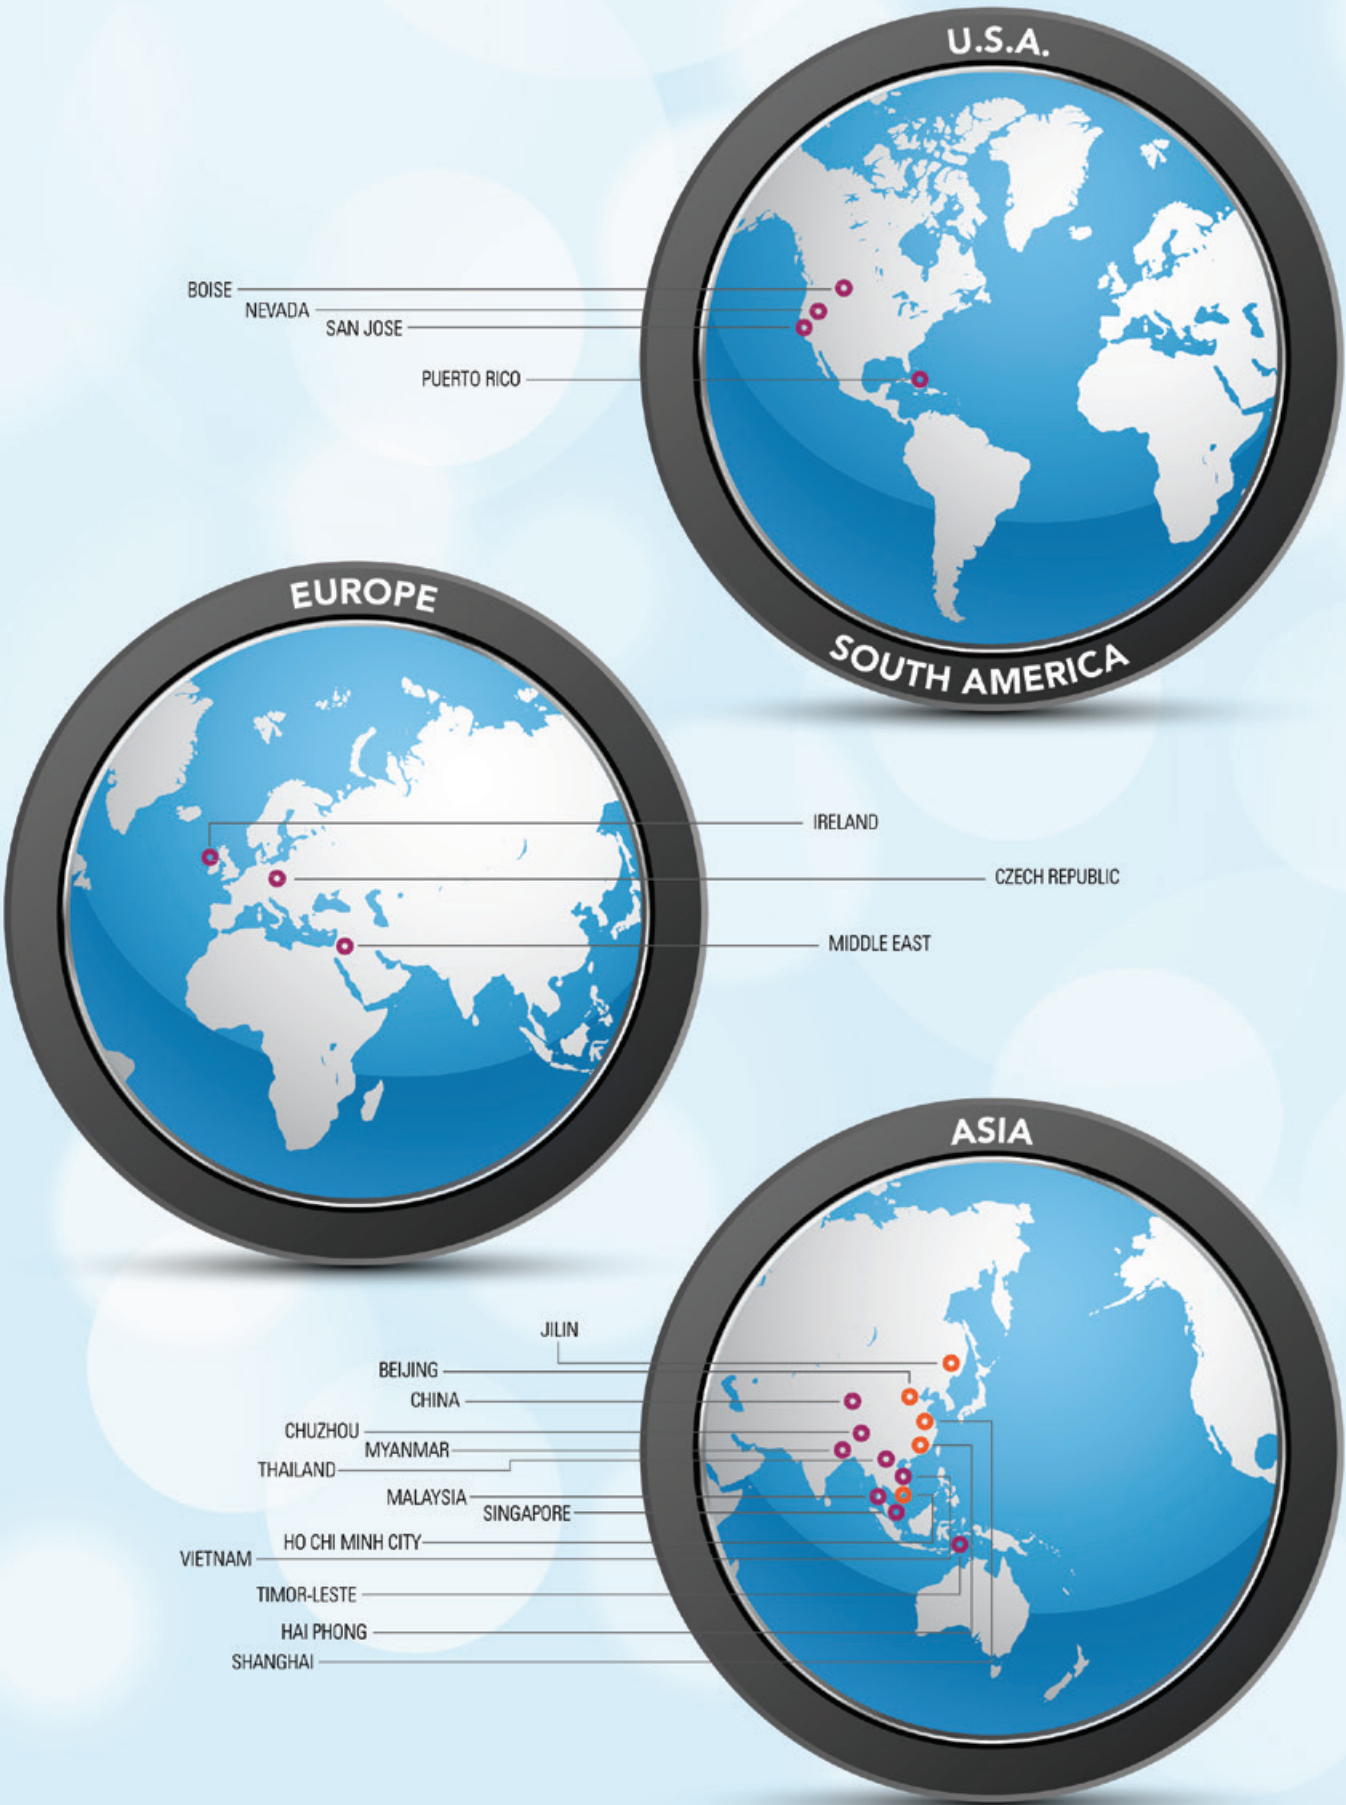 U.S.A.
BOISE
NEVADA
SAN JOSE
PUERTO RICO
SOUTH AMERICA
EUROPE
IRELAND
CZECH REPUBLIC
MIDDLE EAST
ASIA
JILIN
BEIJING
CHINA
CHUZHOU
MYANMAR
THAILAND
MALAYSIA
SINGAPORE
HO CHI MINH CITY
VIETNAM
TIMOR-LESTE
HAI PHONG
SHANGHAI